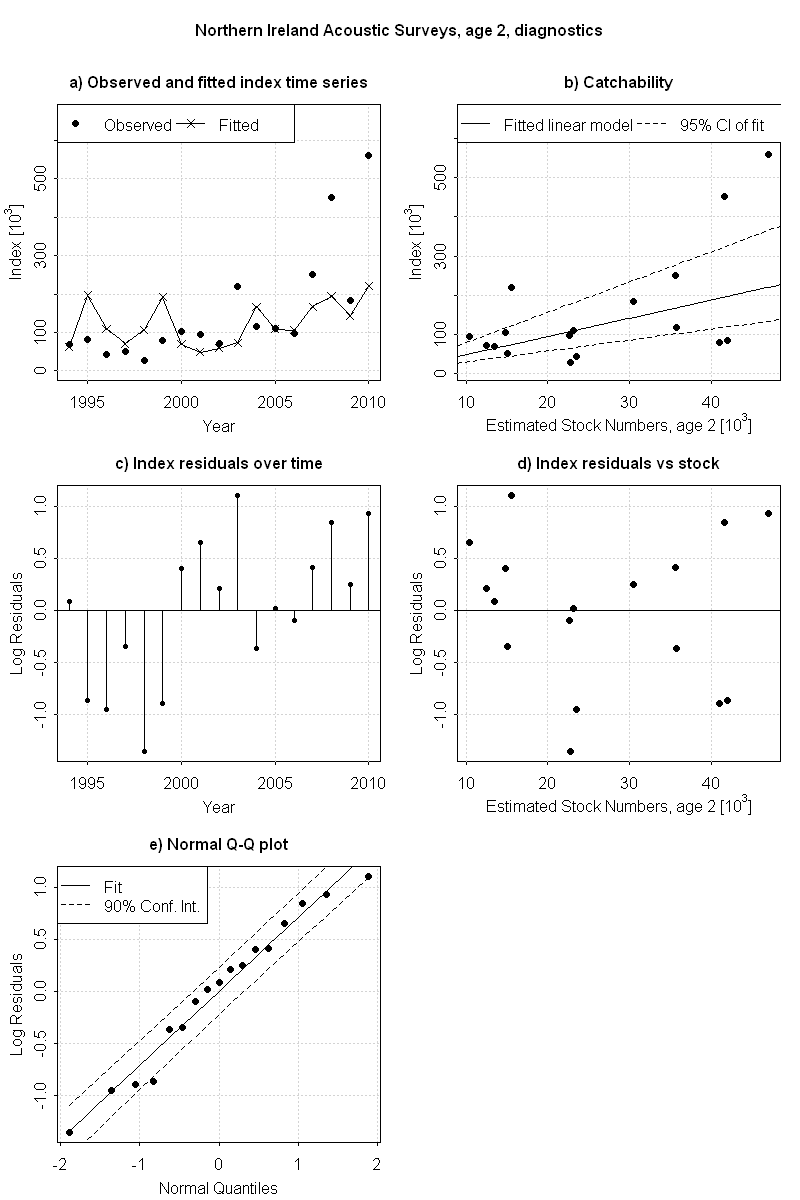 Northern Ireland Acoustic Surveys, age 2, diagnostics
a) Observed and fitted index time series
Observed Fitted
Index [10³]
0 100 300 500
1995 2000 2005 2010
Year
b) Catchability
Fitted linear model 95% CI of fit
Index [10³]
0 100 300 500
10 20 30 40
Estimated Stock Numbers, age 2 [10³]
c) Index residuals over time
Log Residuals
-1.0 -0.5 0.0 0.5 1.0
1995 2000 2005 2010
Year
d) Index residuals vs stock
Log Residuals
-1.0 -0.5 0.0 0.5 1.0
10 20 30 40
Estimated Stock Numbers, age 2 [10³]
e) Normal Q-Q plot
Fit
90% Conf. Int.
Log Residuals
-1.0 -0.5 0.0 0.5 1.0
-2 -1 0 1 2
Normal Quantiles